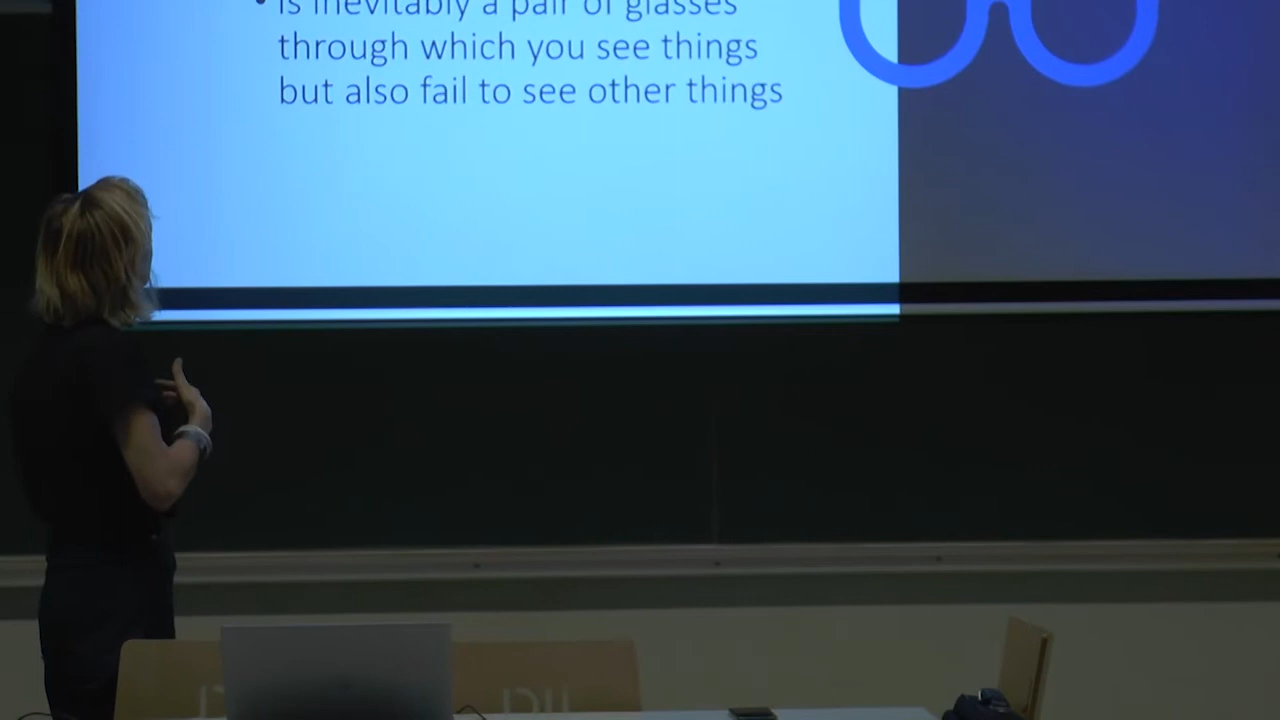 • is inevitably a pair of glasses
through which you see things
but also fail to see other things